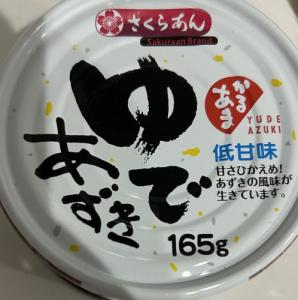 さくらあん
Sakuraan Brand
ゆで
あずき
かる
あま
YUDE
AZUKI
低甘味
甘さひかえめ!
あずきの風味が
生きています。
165g